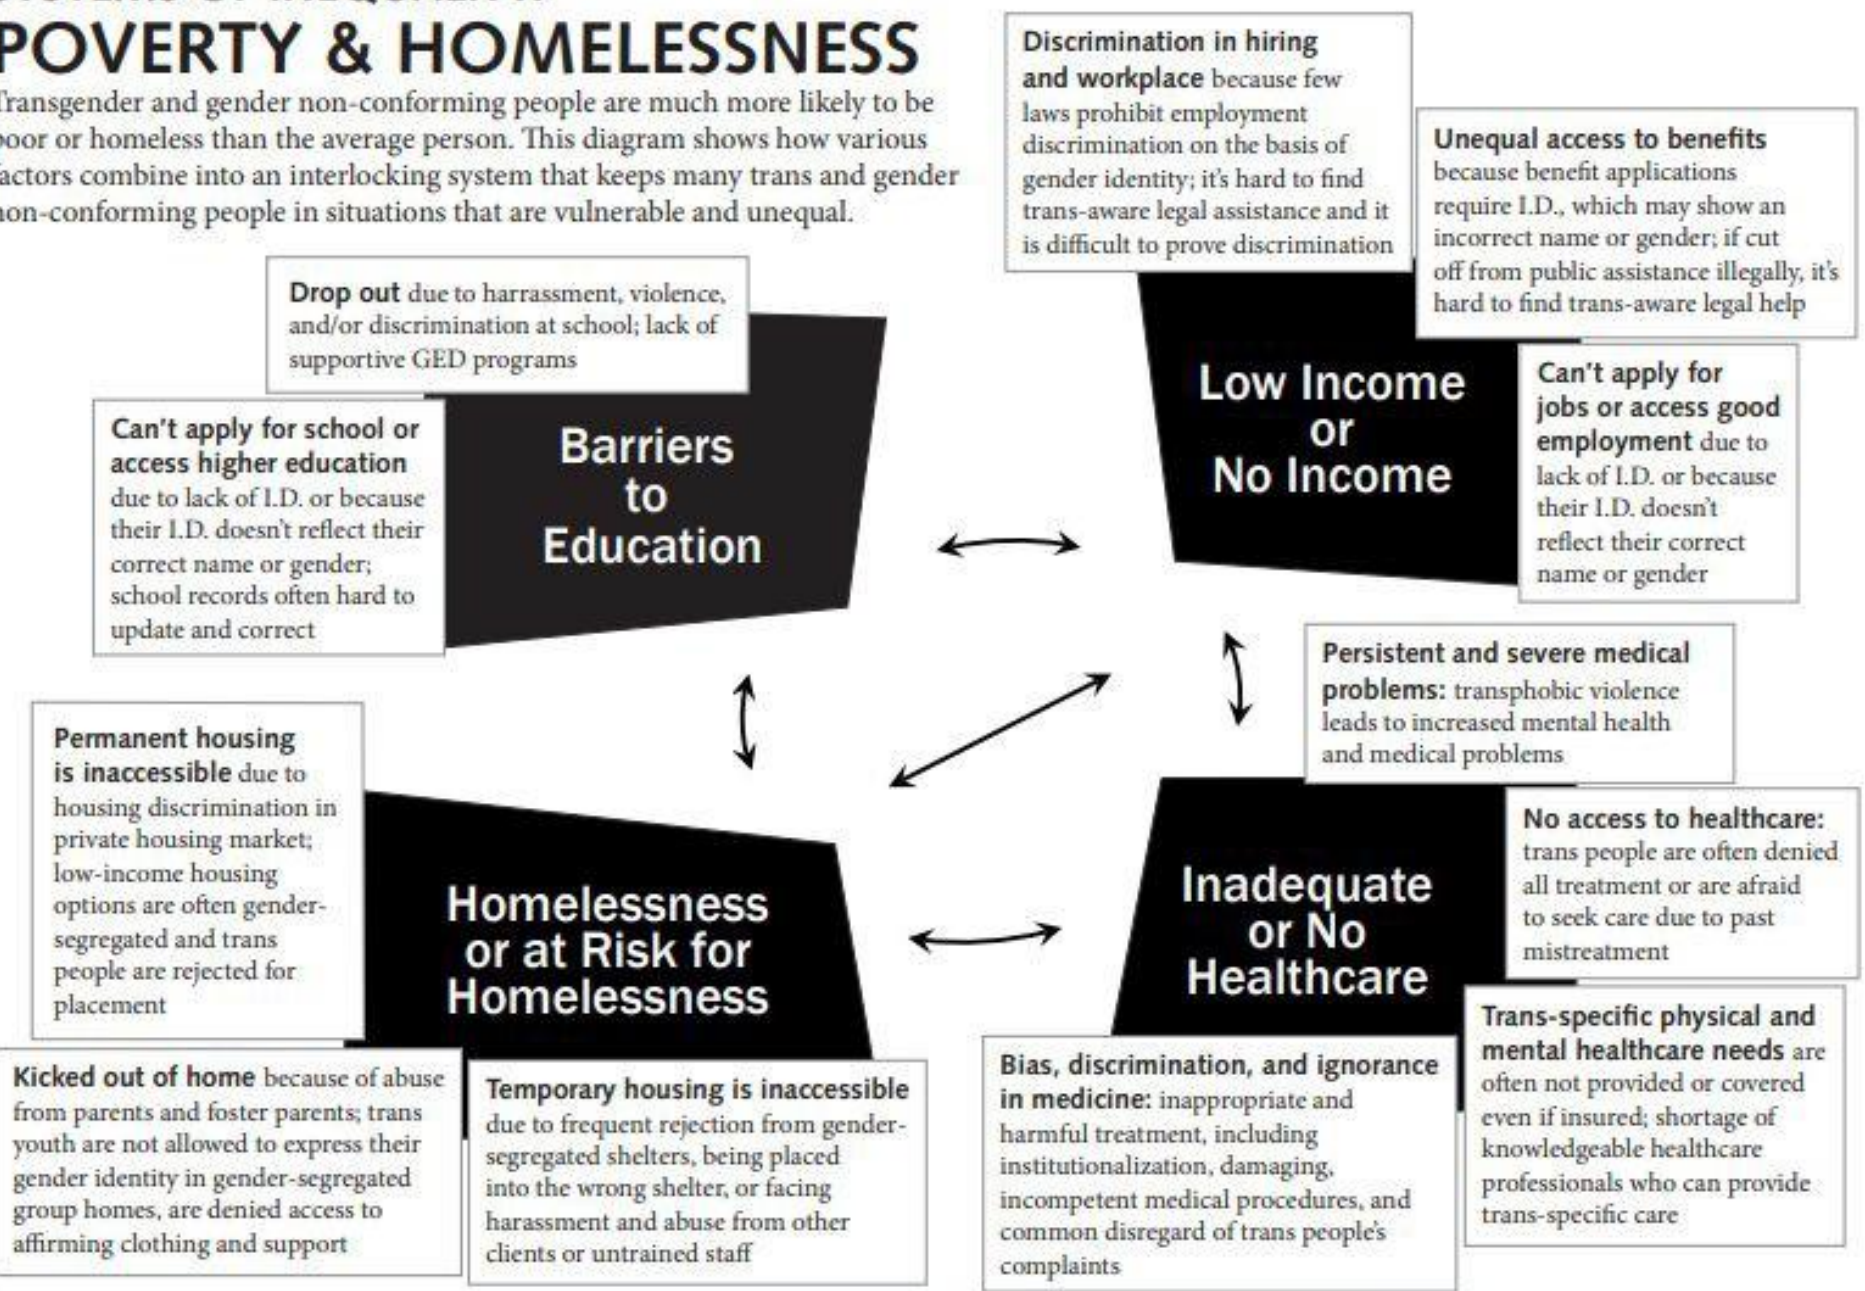 POVERTY & HOMELESSNESS
Transgender and gender non-conforming people are much more likely to be
poor or homeless than the average person. This diagram shows how various
factors combine into an interlocking system that keeps many trans and gender
non-conforming people in situations that are vulnerable and unequal.
Drop out due to harrassment, violence,
and/or discrimination at school; lack of
supportive GED programs
Can't apply for school or
access higher education
due to lack of I.D. or because
their I.D. doesn't reflect their
correct name or gender;
school records often hard to
update and correct
Barriers
to
Education
Discrimination in hiring
and workplace because few
laws prohibit employment
discrimination on the basis of
gender identity; it's hard to find
trans-aware legal assistance and it
is difficult to prove discrimination
Unequal access to benefits
because benefit applications
require I.D., which may show an
incorrect name or gender; if cut
off from public assistance illegally, it's
hard to find trans-aware legal help
Low Income
or
No Income
Can't apply for
jobs or access good
employment due to
lack of I.D. or because
their I.D. doesn't
reflect their correct
name or gender
Permanent housing
is inaccessible due to
housing discrimination in
private housing market;
low-income housing
options are often gender-
segregated and trans
people are rejected for
placement
Homelessness
or at Risk for
Homelessness
Kicked out of home because of abuse
from parents and foster parents; trans
youth are not allowed to express their
gender identity in gender-segregated
group homes, are denied access to
affirming clothing and support
Temporary housing is inaccessible
due to frequent rejection from gender-
segregated shelters, being placed
into the wrong shelter, or facing
harassment and abuse from other
clients or untrained staff
Persistent and severe medical
problems: transphobic violence
leads to increased mental health
and medical problems
No access to healthcare:
trans people are often denied
all treatment or are afraid
to seek care due to past
mistreatment
Inadequate
or No
Healthcare
Trans-specific physical and
mental healthcare needs are
often not provided or covered
even if insured; shortage of
knowledgeable healthcare
professionals who can provide
trans-specific care
Bias, discrimination, and ignorance
in medicine: inappropriate and
harmful treatment, including
institutionalization, damaging,
incompetent medical procedures, and
common disregard of trans people's
complaints